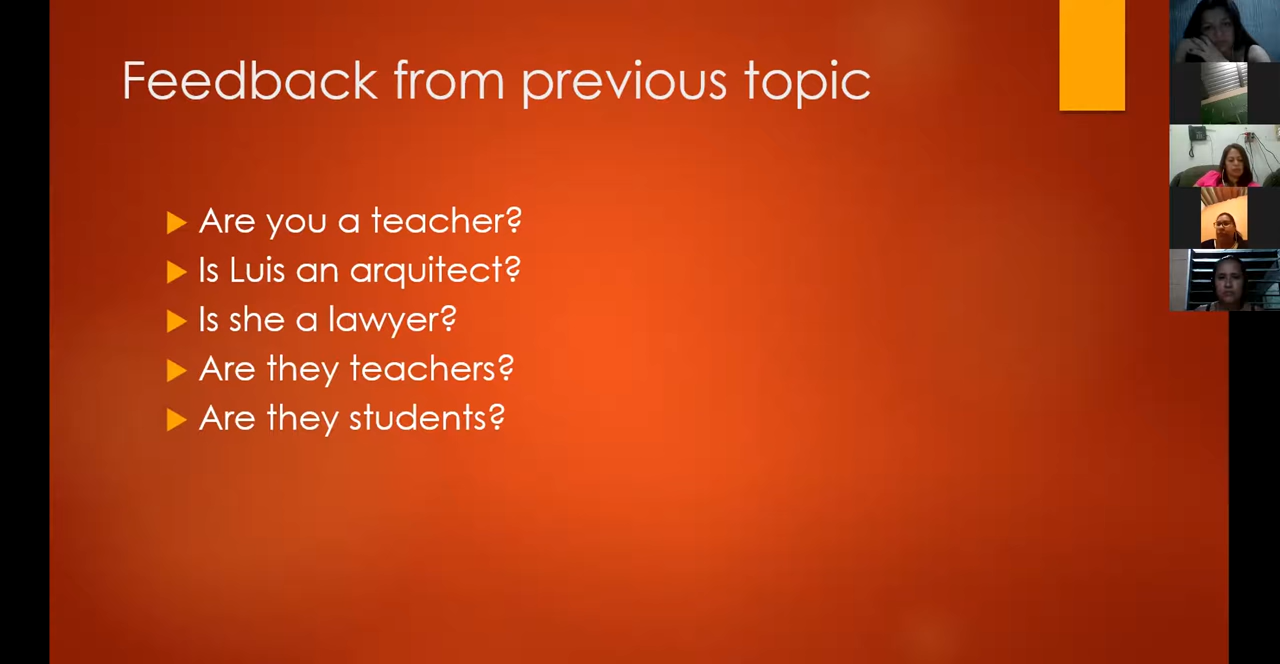 Feedback from previous topic
Are you a teacher?
Is Luis an arquitect?
Is she a lawyer?
Are they teachers?
Are they students?